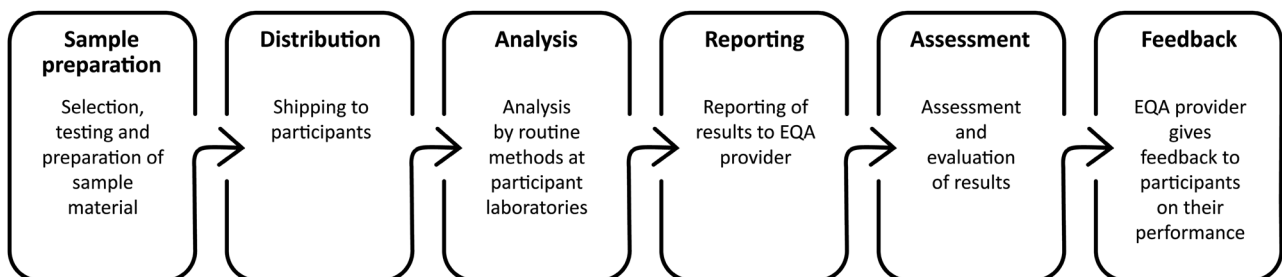 Sample
preparation
Selection,
testing and
preparation of
sample
material
Distribution
Shipping to
participants
Analysis
Analysis
by routine
methods at
participant
laboratories
Reporting
Reporting of
results to EQA
provider
Assessment
Assessment
and
evaluation
of results
Feedback
EQA provider
gives
feedback to
participants
on their
performance